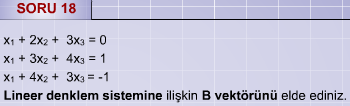 SORU 18
x₁ + 2x₂ + 3x₃ = 0
x₁ + 3x₂ + 4x₃ = 1
x₁ + 4x₂ + 3x₃ = -1
Lineer denklem sistemine ilişkin B vektörünü elde ediniz.